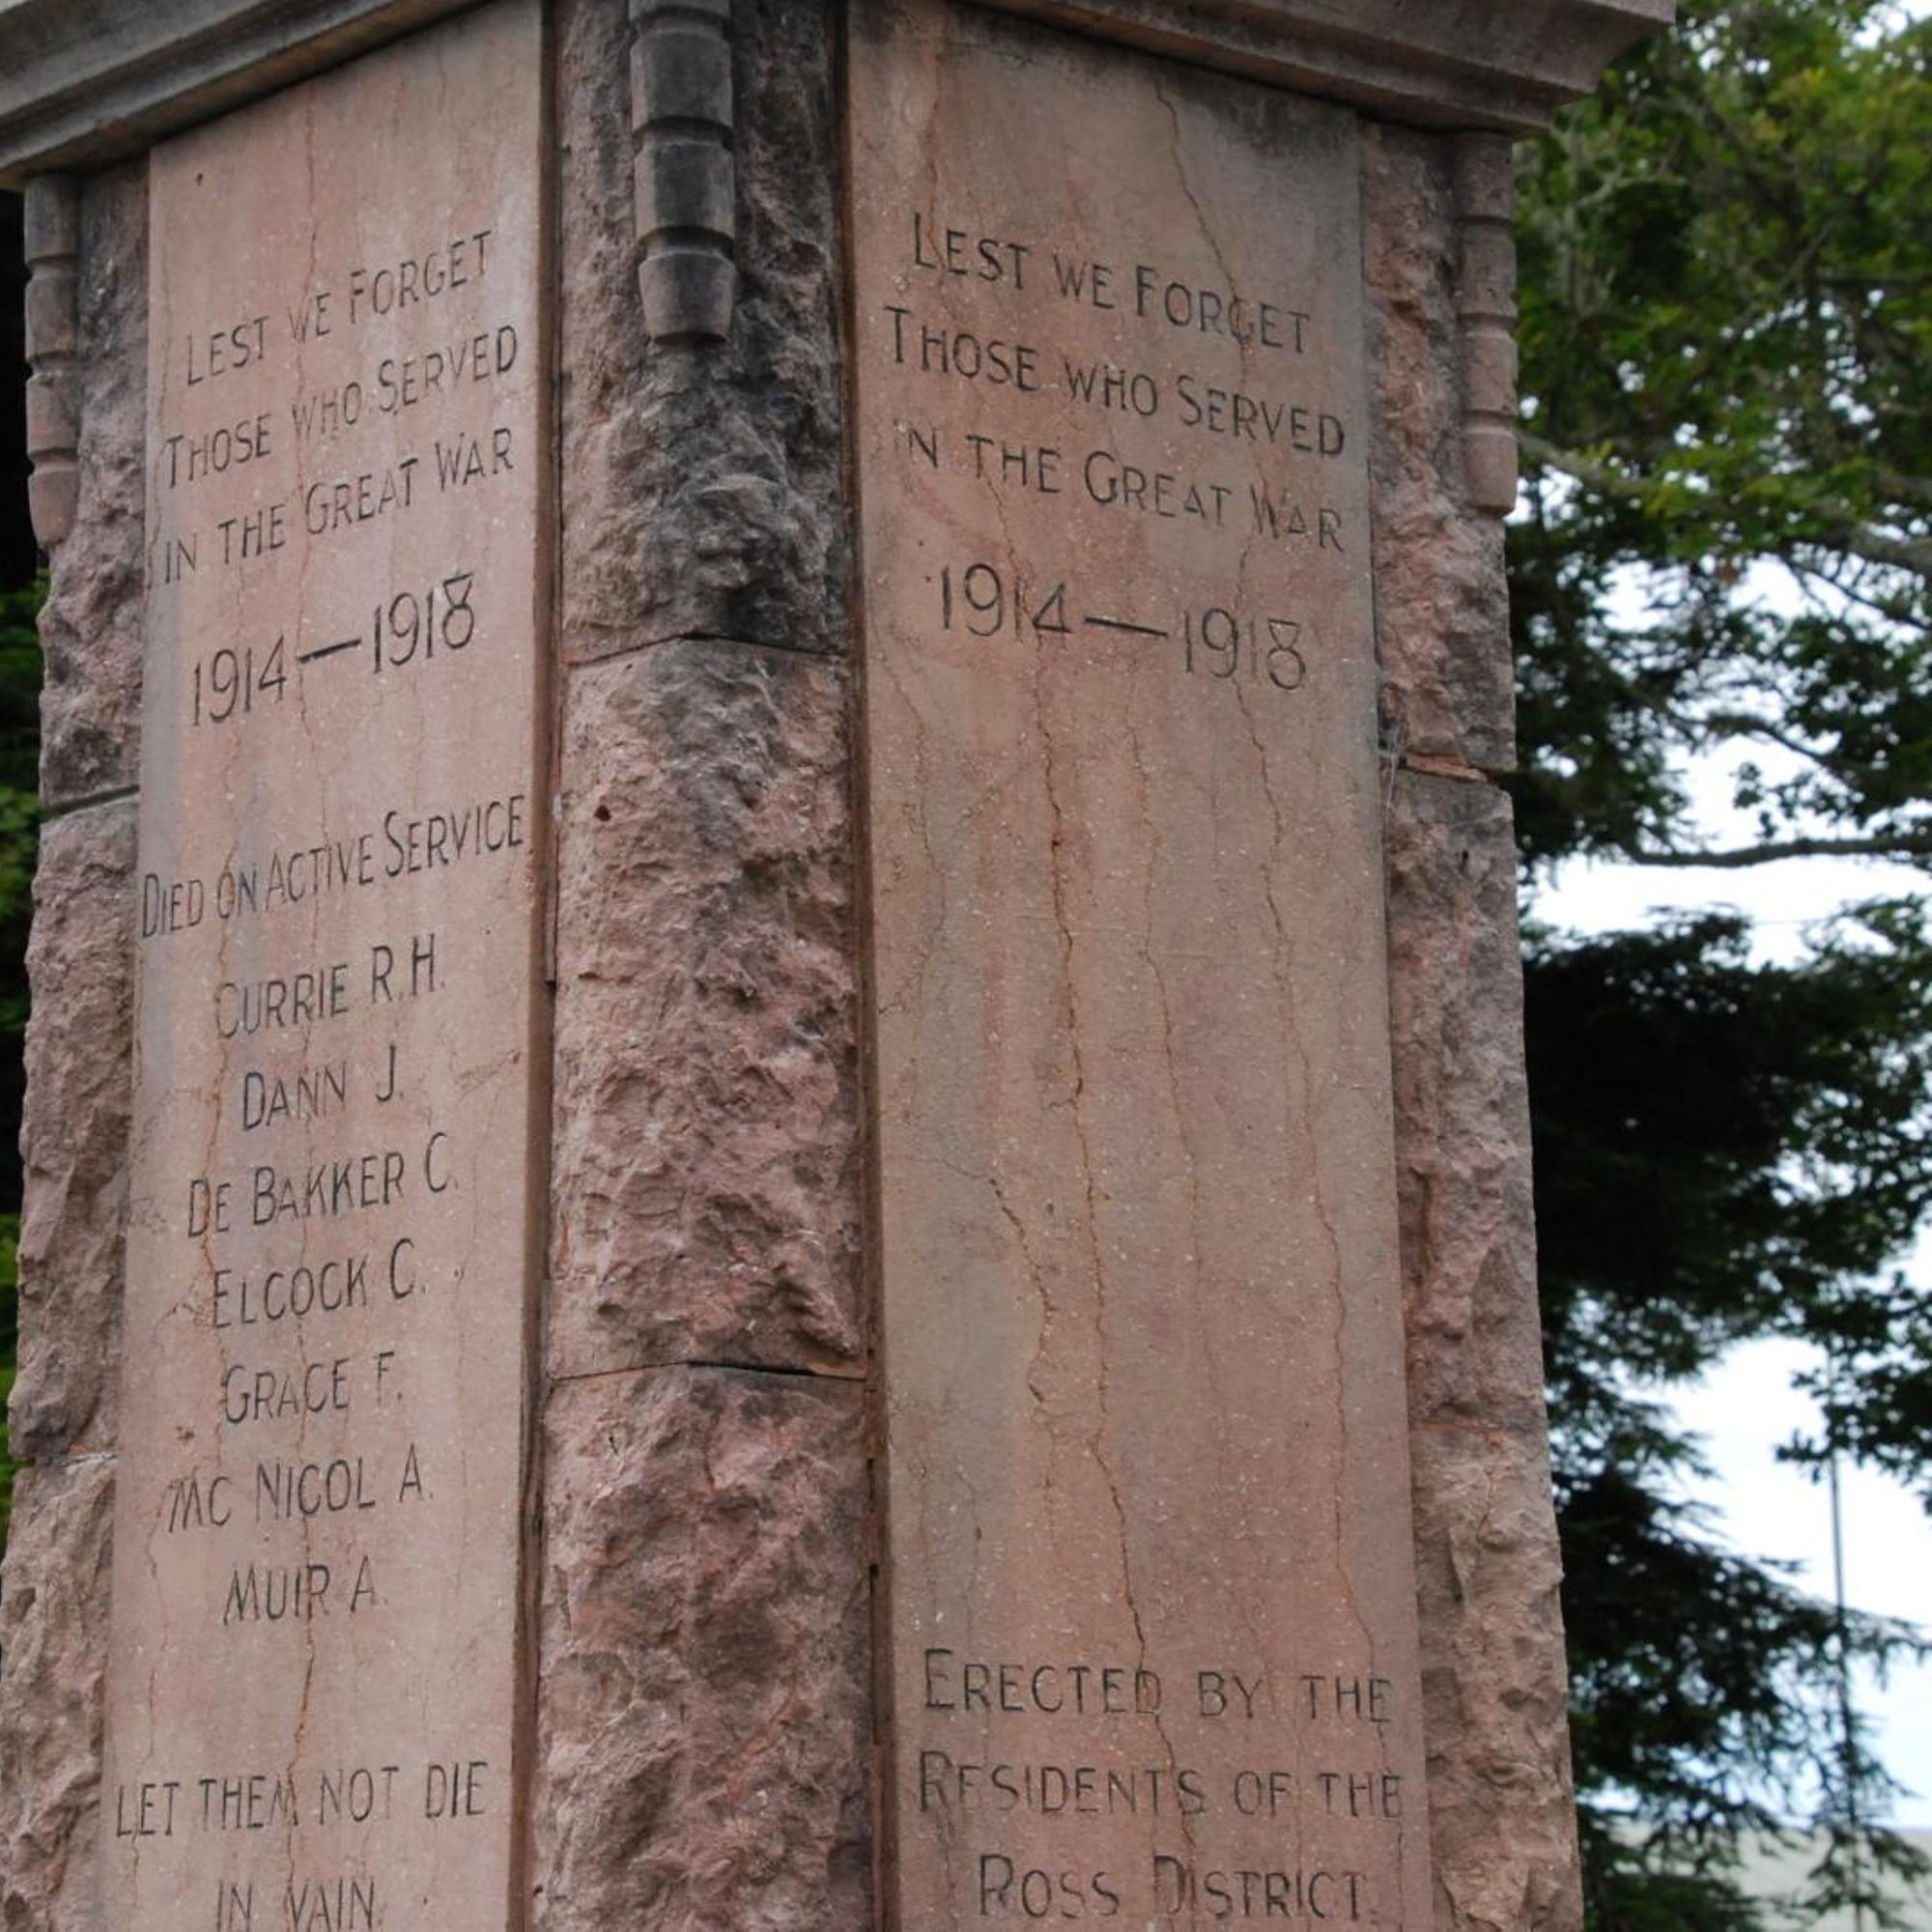 LEST WE FORGET
THOSE WHO SERVED
IN THE GREAT WAR
1914—1918
DIED ON ACTIVE SERVICE
CURRIE R.H.
DANN J.
DE BAKKER C.
ELCOCK C.
GRACE F.
MC NICOL A.
MUIR A.
LET THEM NOT DIE
IN VAIN.
LEST WE FORGET
THOSE WHO SERVED
IN THE GREAT WAR
1914—1918
ERECTED BY THE
RESIDENTS OF THE
ROSS DISTRICT.